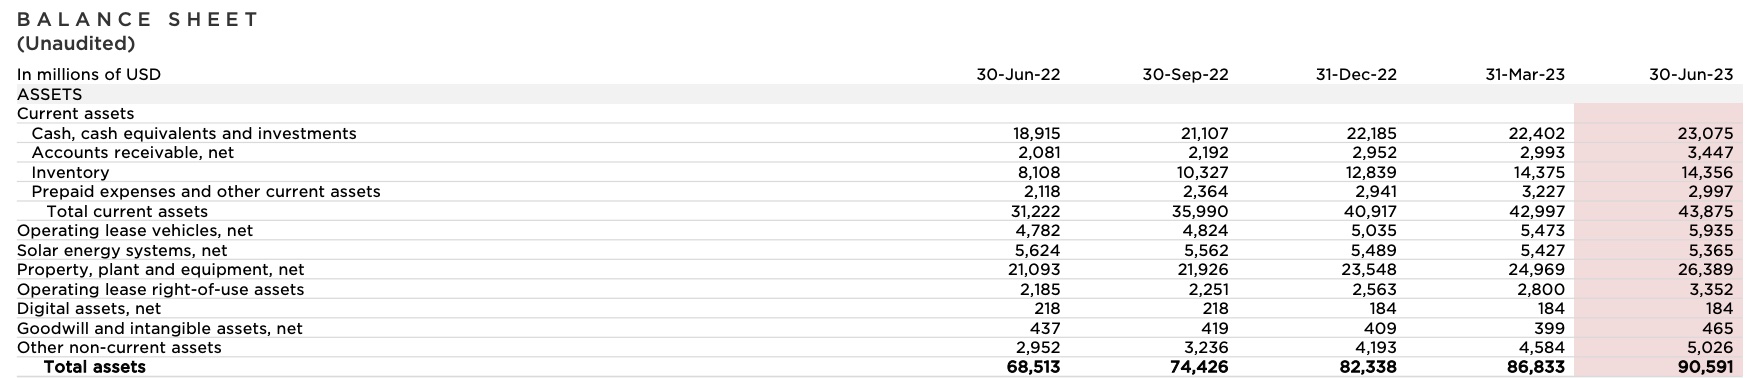 BALANCE SHEET
(Unaudited)
In millions of USD 30-Jun-22 30-Sep-22 31-Dec-22 31-Mar-23 30-Jun-23
ASSETS
Current assets
Cash, cash equivalents and investments 18,915 21,107 22,185 22,402 23,075
Accounts receivable, net 2,081 2,192 2,952 2,993 3,447
Inventory 8,108 10,327 12,839 14,375 14,356
Prepaid expenses and other current assets 2,118 2,364 2,941 3,227 2,997
Total current assets 31,222 35,990 40,917 42,997 43,875
Operating lease vehicles, net 4,782 4,824 5,035 5,473 5,935
Solar energy systems, net 5,624 5,562 5,489 5,427 5,365
Property, plant and equipment, net 21,093 21,926 23,548 24,969 26,389
Operating lease right-of-use assets 2,185 2,251 2,563 2,800 3,352
Digital assets, net 218 218 184 184 184
Goodwill and intangible assets, net 437 419 409 399 465
Other non-current assets 2,952 3,236 4,193 4,584 5,026
Total assets 68,513 74,426 82,338 86,833 90,591